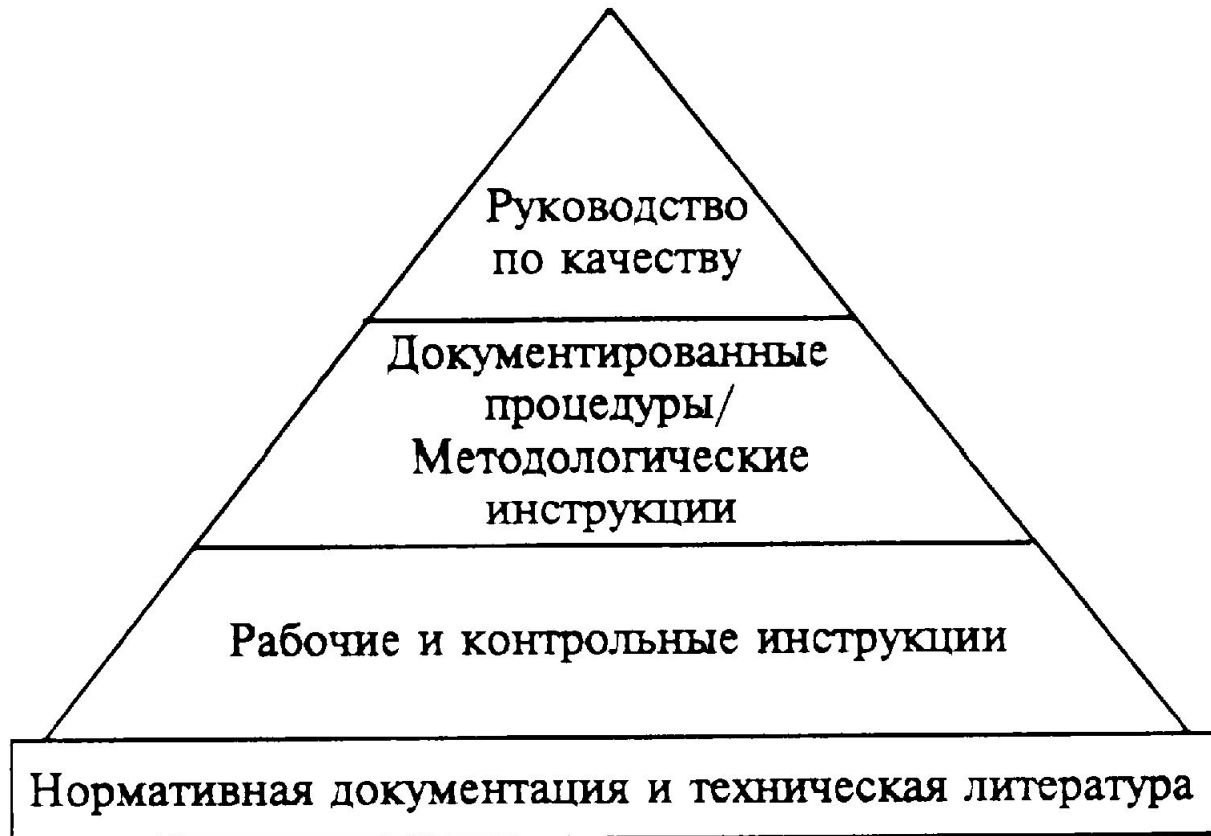 Руководство
по качеству
Документированные
процедуры/
Методологические
инструкции
Рабочие и контрольные инструкции
Нормативная документация и техническая литература